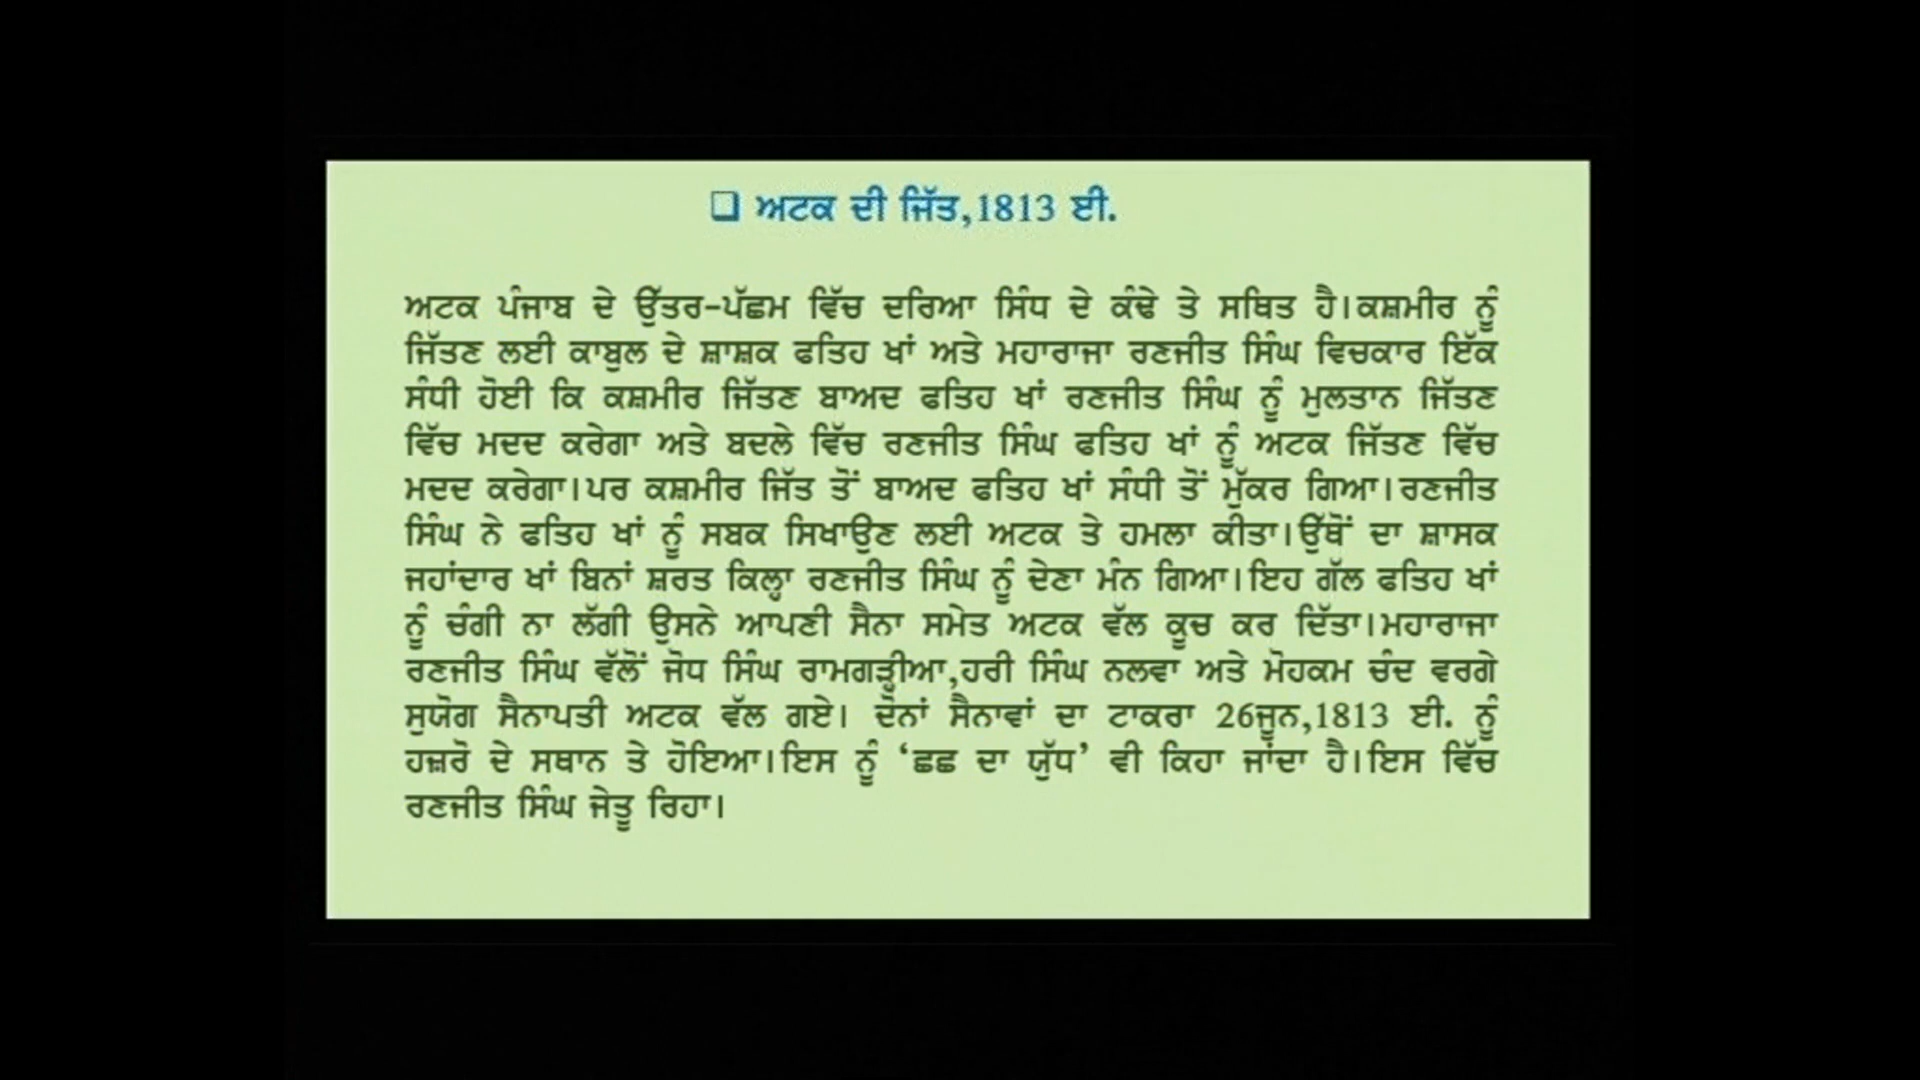 ❑ ਅਟਕ ਦੀ ਜਿੱਤ,1813 ਈ.
ਅਟਕ ਪੰਜਾਬ ਦੇ ਉੱਤਰ-ਪੱਛਮ ਵਿੱਚ ਦਰਿਆ ਸਿੰਧ ਦੇ ਕੰਢੇ ਤੇ ਸਥਿਤ ਹੈ।ਕਸ਼ਮੀਰ ਨੂੰ
ਜਿੱਤਣ ਲਈ ਕਾਬੁਲ ਦੇ ਸ਼ਾਸ਼ਕ ਫਤਿਹ ਖਾਂ ਅਤੇ ਮਹਾਰਾਜਾ ਰਣਜੀਤ ਸਿੰਘ ਵਿਚਕਾਰ ਇੱਕ
ਸੰਧੀ ਹੋਈ ਕਿ ਕਸ਼ਮੀਰ ਜਿੱਤਣ ਬਾਅਦ ਫਤਿਹ ਖਾਂ ਰਣਜੀਤ ਸਿੰਘ ਨੂੰ ਮੁਲਤਾਨ ਜਿੱਤਣ
ਵਿੱਚ ਮਦਦ ਕਰੇਗਾ ਅਤੇ ਬਦਲੇ ਵਿੱਚ ਰਣਜੀਤ ਸਿੰਘ ਫਤਿਹ ਖਾਂ ਨੂੰ ਅਟਕ ਜਿੱਤਣ ਵਿੱਚ
ਮਦਦ ਕਰੇਗਾ।ਪਰ ਕਸ਼ਮੀਰ ਜਿੱਤ ਤੋਂ ਬਾਅਦ ਫਤਿਹ ਖਾਂ ਸੰਧੀ ਤੋਂ ਮੁੱਕਰ ਗਿਆ।ਰਣਜੀਤ
ਸਿੰਘ ਨੇ ਫਤਿਹ ਖਾਂ ਨੂੰ ਸਬਕ ਸਿਖਾਉਣ ਲਈ ਅਟਕ ਤੇ ਹਮਲਾ ਕੀਤਾ।ਉੱਥੋਂ ਦਾ ਸ਼ਾਸਕ
ਜਹਾਂਦਾਰ ਖਾਂ ਬਿਨਾਂ ਸ਼ਰਤ ਕਿਲ੍ਹਾ ਰਣਜੀਤ ਸਿੰਘ ਨੂੰ ਦੇਣਾ ਮੰਨ ਗਿਆ।ਇਹ ਗੱਲ ਫਤਿਹ ਖਾਂ
ਨੂੰ ਚੰਗੀ ਨਾ ਲੱਗੀ ਉਸਨੇ ਆਪਣੀ ਸੈਨਾ ਸਮੇਤ ਅਟਕ ਵੱਲ ਕੂਚ ਕਰ ਦਿੱਤਾ।ਮਹਾਰਾਜਾ
ਰਣਜੀਤ ਸਿੰਘ ਵੱਲੋਂ ਜੋਧ ਸਿੰਘ ਰਾਮਗੜ੍ਹੀਆ,ਹਰੀ ਸਿੰਘ ਨਲਵਾ ਅਤੇ ਮੋਹਕਮ ਚੰਦ ਵਰਗੇ
ਸੁਯੋਗ ਸੈਨਾਪਤੀ ਅਟਕ ਵੱਲ ਗਏ। ਦੋਨਾਂ ਸੈਨਾਵਾਂ ਦਾ ਟਾਕਰਾ 26ਜੂਨ,1813 ਈ. ਨੂੰ
ਹਜ਼ਰੋ ਦੇ ਸਥਾਨ ਤੇ ਹੋਇਆ।ਇਸ ਨੂੰ ‘ਛਛ ਦਾ ਯੁੱਧ’ ਵੀ ਕਿਹਾ ਜਾਂਦਾ ਹੈ।ਇਸ ਵਿੱਚ
ਰਣਜੀਤ ਸਿੰਘ ਜੇਤੂ ਰਿਹਾ।